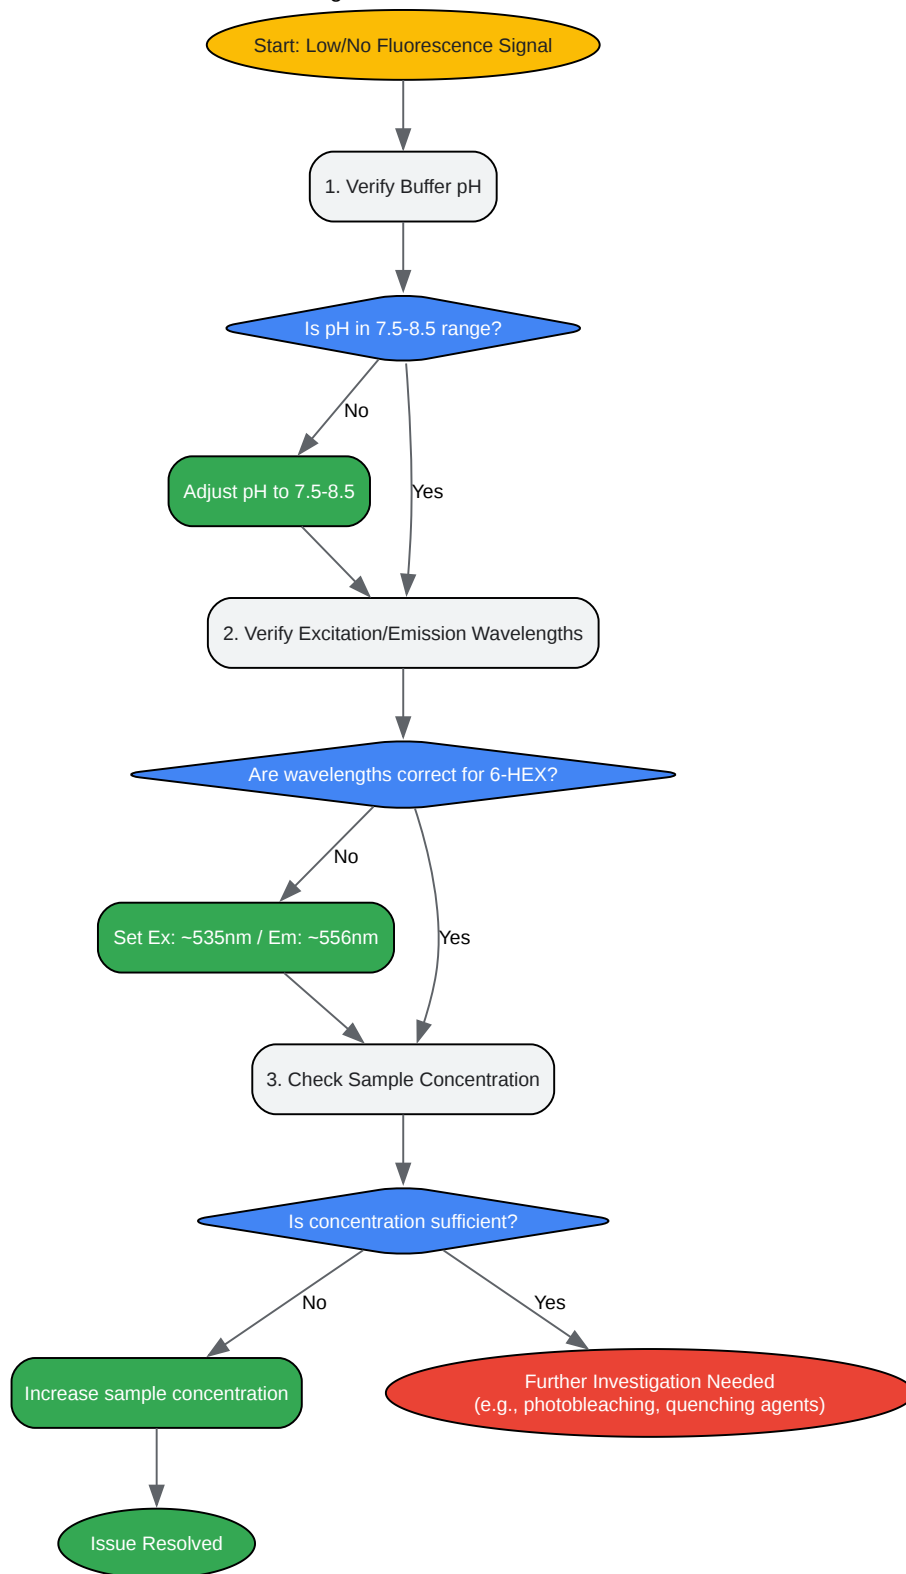 Start: Low/No Fluorescence Signal
1. Verify Buffer pH
Is pH in 7.5-8.5 range?
No
Adjust pH to 7.5-8.5
Yes
2. Verify Excitation/Emission Wavelengths
Are wavelengths correct for 6-HEX?
No
Set Ex: ~535nm / Em: ~556nm
Yes
3. Check Sample Concentration
Is concentration sufficient?
No
Yes
Increase sample concentration
Further Investigation Needed
(e.g., photobleaching, quenching agents)
Issue Resolved